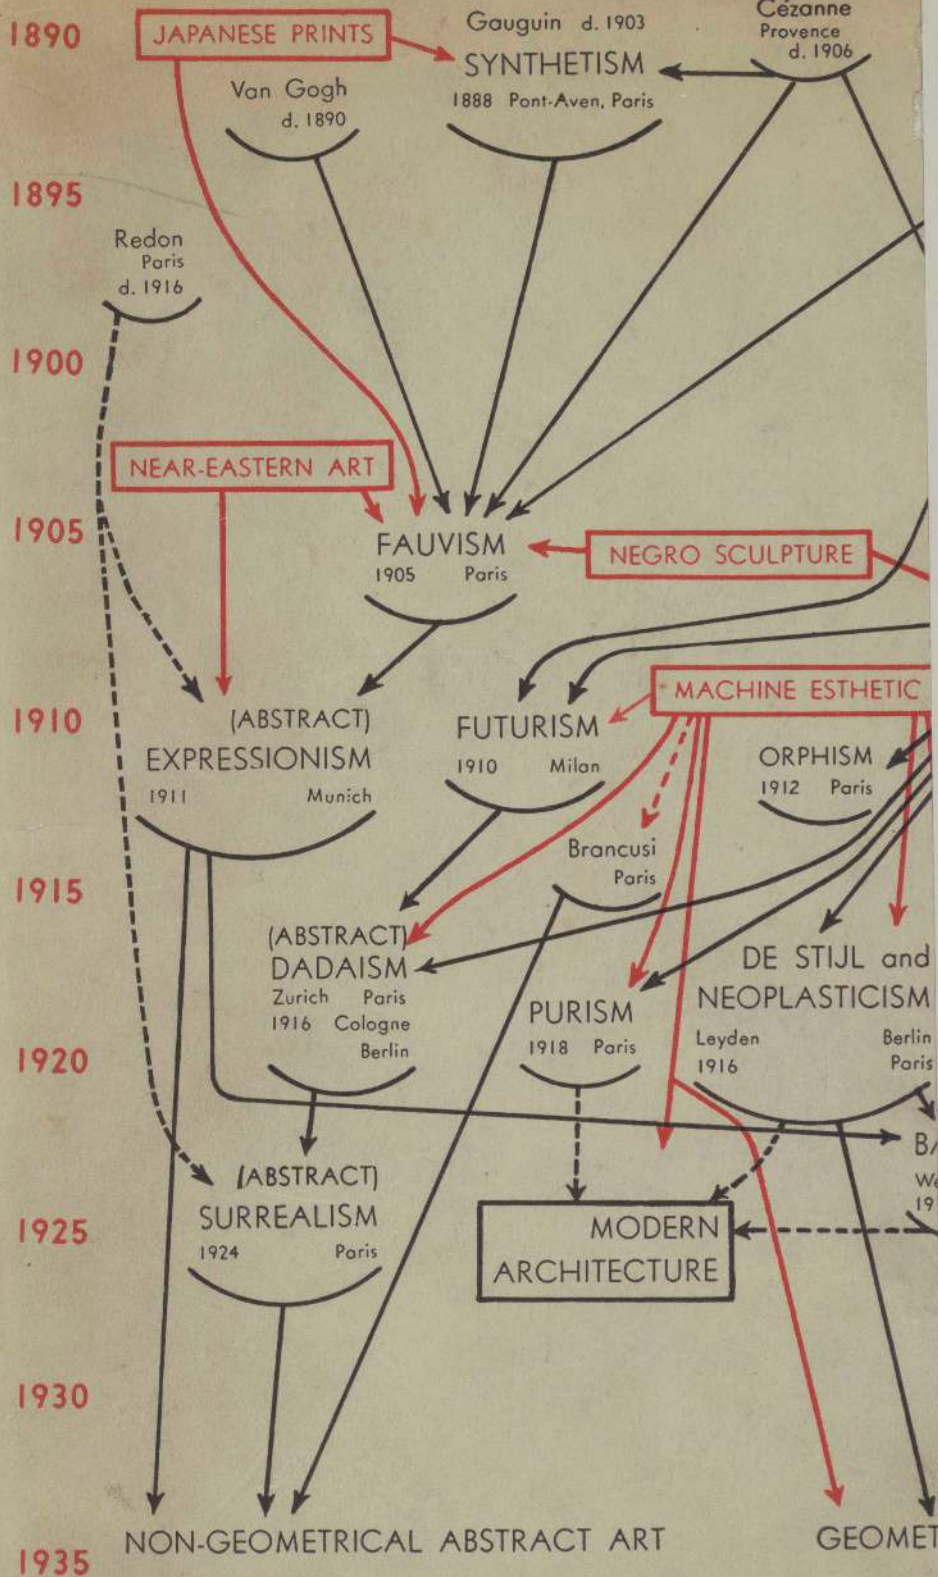 1890
JAPANESE PRINTS
Gauguin d. 1903
SYNTHETISM
1888 Pont-Aven, Paris
Cézanne
Provence
d. 1906
Van Gogh
d. 1890
1895
Redon
Paris
d. 1916
1900
NEAR-EASTERN ART
1905
FAUVISM
1905 Paris
NEGRO SCULPTURE
1910
(ABSTRACT)
EXPRESSIONISM
1911 Munich
FUTURISM
1910 Milan
MACHINE ESTHETIC
ORPHISM
1912 Paris
Brancusi
Paris
1915
(ABSTRACT)
DADAISM
Zurich Paris
1916 Cologne
Berlin
PURISM
1918 Paris
DE STIJL and
NEOPLASTICISM
Leyden Berlin
1916 Paris
1920
(ABSTRACT)
SURREALISM
1924 Paris
1925
MODERN
ARCHITECTURE
1930
NON-GEOMETRICAL ABSTRACT ART
1935